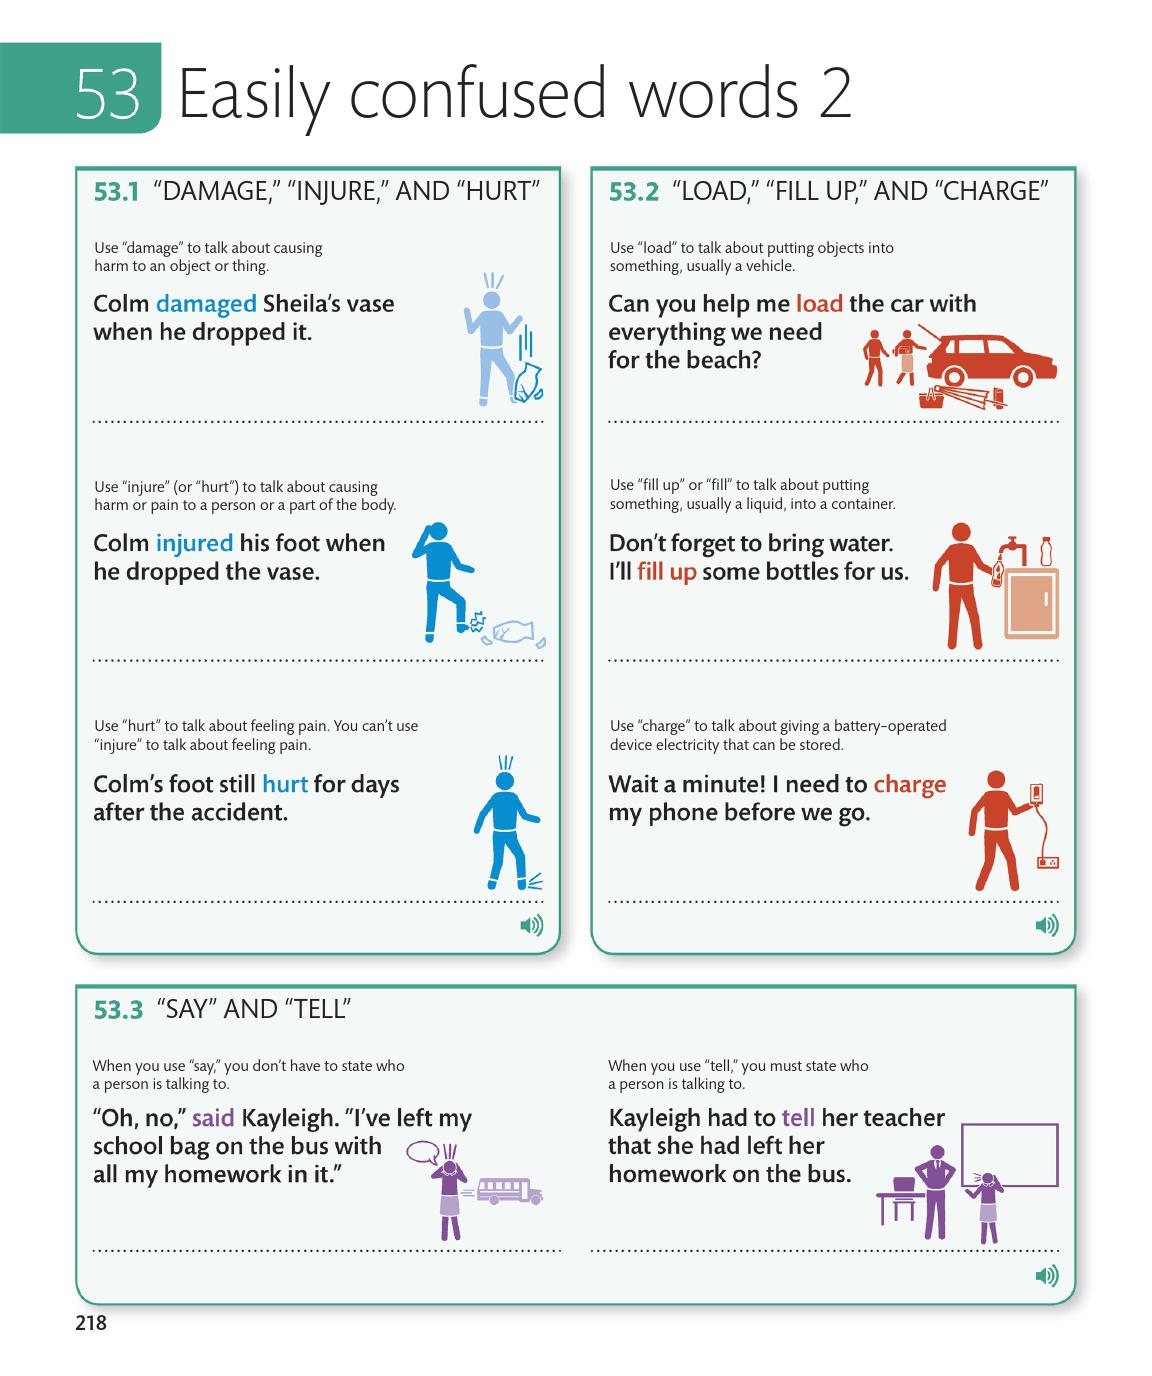 53 Easily confused words 2
53.1 “DAMAGE,” “INJURE,” AND “HURT”
Use “damage” to talk about causing
harm to an object or thing.
Colm damaged Sheila’s vase
when he dropped it.
Use “injure” (or “hurt”) to talk about causing
harm or pain to a person or a part of the body.
Colm injured his foot when
he dropped the vase.
Use “hurt” to talk about feeling pain. You can’t use
“injure” to talk about feeling pain.
Colm’s foot still hurt for days
after the accident.
53.2 “LOAD,” “FILL UP,” AND “CHARGE”
Use “load” to talk about putting objects into
something, usually a vehicle.
Can you help me load the car with
everything we need
for the beach?
Use “fill up” or “fill” to talk about putting
something, usually a liquid, into a container.
Don’t forget to bring water.
I’ll fill up some bottles for us.
Use “charge” to talk about giving a battery-operated
device electricity that can be stored.
Wait a minute! I need to charge
my phone before we go.
53.3 “SAY” AND “TELL”
When you use “say,” you don’t have to state who
a person is talking to.
“Oh, no,” said Kayleigh. “I’ve left my
school bag on the bus with
all my homework in it.”
When you use “tell,” you must state who
a person is talking to.
Kayleigh had to tell her teacher
that she had left her
homework on the bus.
218